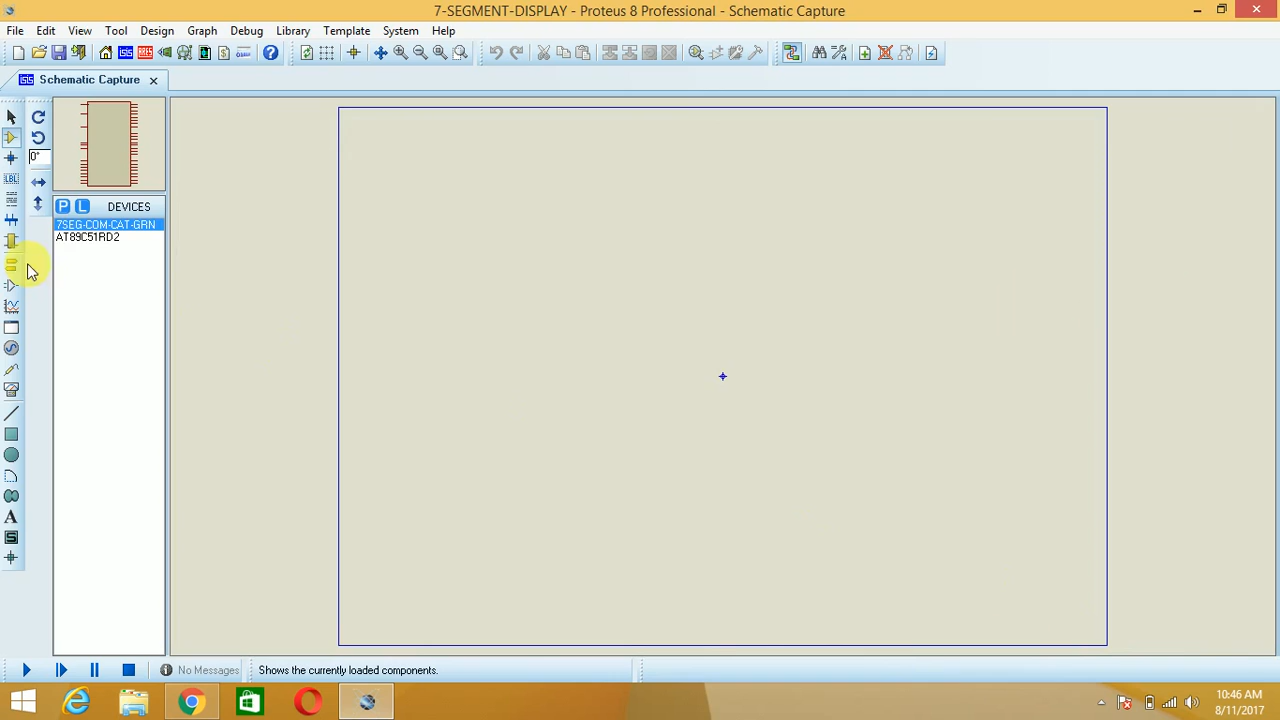 7-SEGMENT-DISPLAY - Proteus 8 Professional - Schematic Capture
File Edit View Tool Design Graph Debug Library Template System Help
Schematic Capture
0°
LBL
P L DEVICES
7SEG-COM-CAT-GRN
AT89C51RD2
A
S
No Messages
Shows the currently loaded components.
10:46 AM
8/11/2017